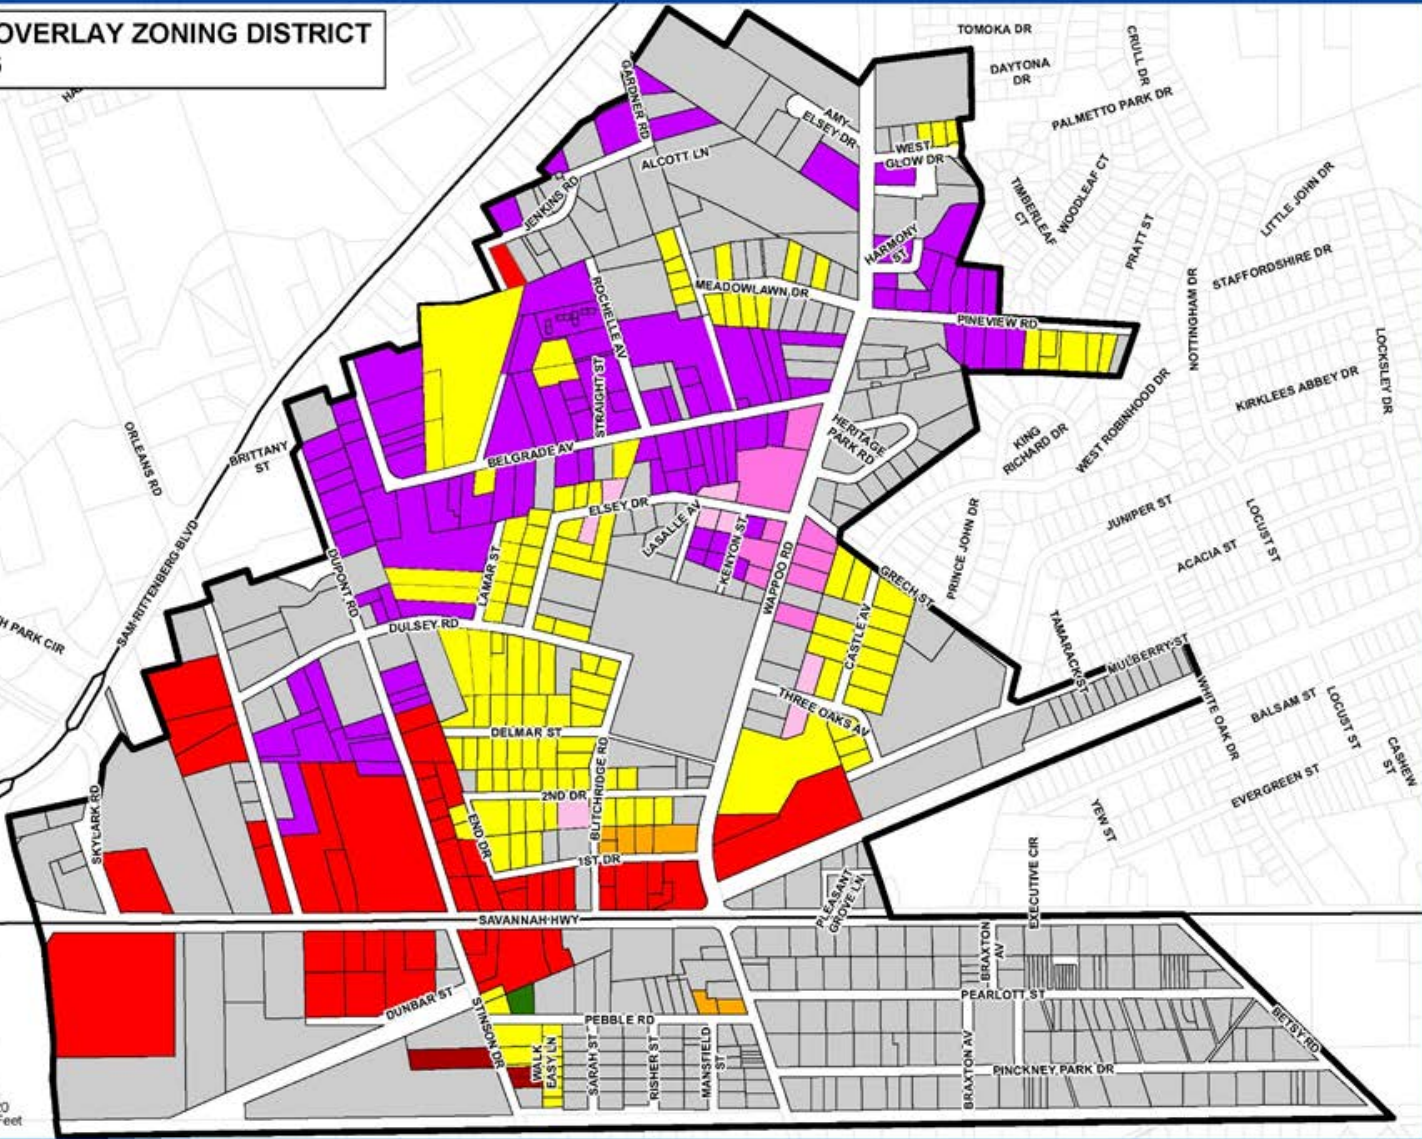 OVERLAY ZONING DISTRICT
TOMOKA DR
CRULL DR
DAYTONA
DR
PALMETTO PARK DR
GARDNER RD
AMY
ELSEY DR
ALCOTT LN
WEST
GLOW DR
JENKINS RD
TIMBERLEAF
CT
WOODLEAF CT
LITTLE JOHN DR
PRATT ST
HARMONY
ST
STAFFORDSHIRE DR
NOTTINGHAM DR
MEADOWLAWN DR
ROCHELLE AV
PINEVIEW RD
LOCKSLEY DR
STRAIGHT ST
KIRKLEES ABBEY DR
WEST ROBINHOOD DR
KING
RICHARD DR
HERITAGE
PARK RD
ORLEANS RD
BRITTANY
ST
BELGRADE AV
ELSEY DR
LASALLE AV
KENYON ST
WAPPOO RD
PRINCE JOHN DR
JUNIPER ST
LOCUST ST
ACACIA ST
SAM RITTENBERG BLVD
DUPONT RD
LAMAR ST
GRECH ST
H PARK CIR
DULSEY RD
CASTLE AV
TAMARACK ST
MULBERRY ST
WHITE OAK DR
THREE OAKS AV
BALSAM ST
LOCUST ST
CASHEW
ST
DELMAR ST
BLITCHRIDGE RD
2ND DR
EVERGREEN ST
SKYLARK RD
END DR
1ST DR
YEW ST
EXECUTIVE CIR
PLEASANT
GROVE LN
SAVANNAH HWY
BRAXTON
AV
PEARLOTT ST
DUNBAR ST
STINSON DR
PEBBLE RD
BETSY RD
WALK
EASY LN
SARAH ST
RISHER ST
MANSFIELD
ST
BRAXTON AV
PINCKNEY PARK DR
Feet